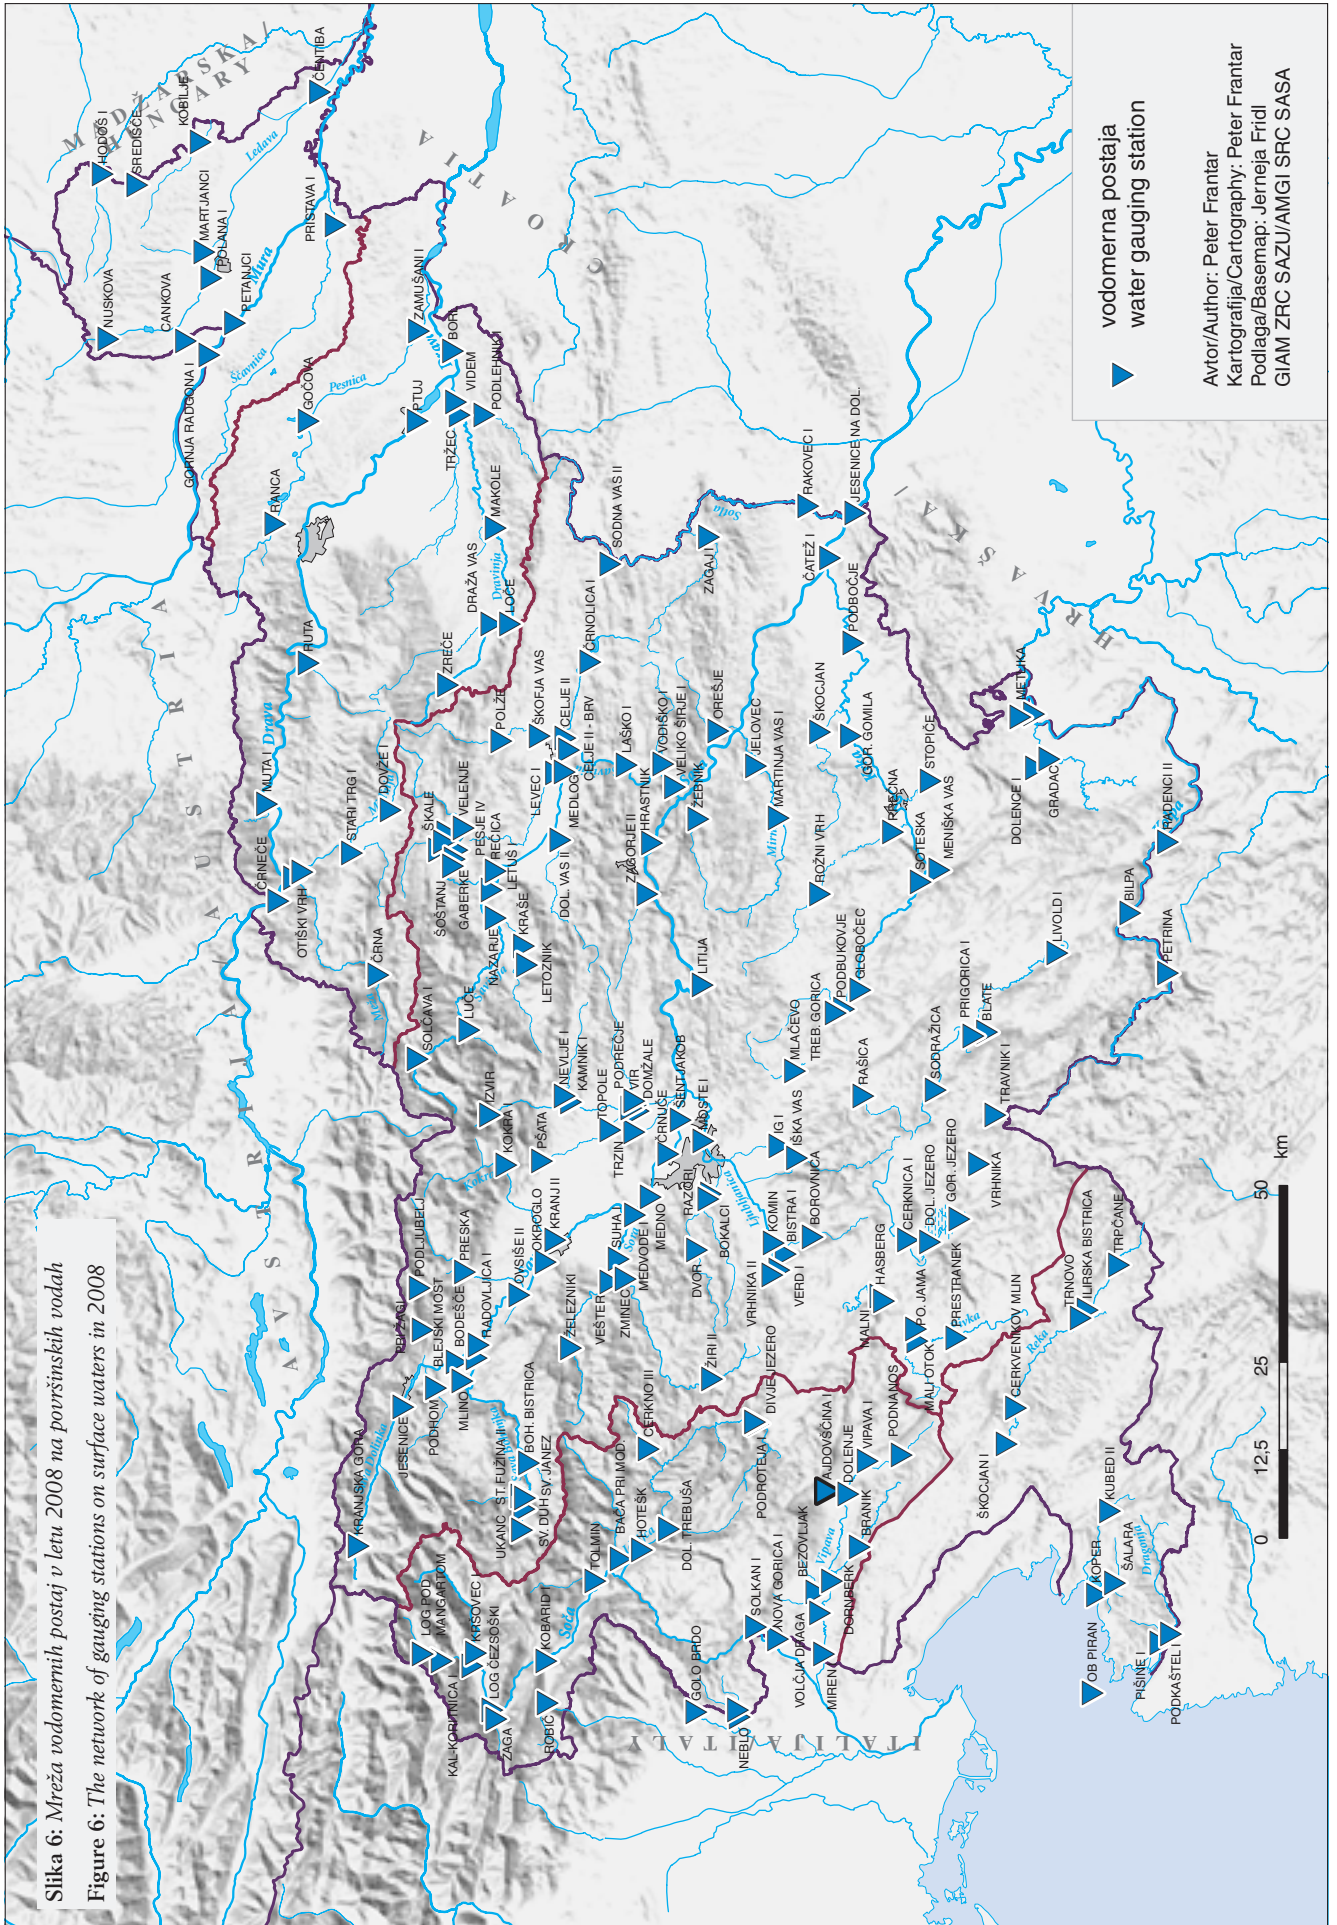 Slika 6: Mreža vodomernih postaj v letu 2008 na površinskih vodah
Figure 6: The network of gauging stations on surface waters in 2008
AVSTRIJA/
AUSTRIA
MADŽARSKA/
HUNGARY
ITALIJA/ITALY
HRVAŠKA/
CROATIA
HODOŠ I
SREDIŠČE
KOBILJE
ČENTIBA
Ledava
NUSKOVA
CANKOVA
MARTJANCI
POLANA I
PETANJCI
Mura
PRISTAVA I
GORNJA RADGONA I
Ščavnica
GOČOVA
Pesnica
RANCA
PTUJ
ZAMUŠANI I
BORL
VIDEM
TRŽEC
PODLEHNIK I
MAKOLE
DRAŽA VAS
Dravinja
LOČE
ZREČE
RUTA
Drava
MUTA I
ČRNEČE
OTIŠKI VRH
STARI TRG I
DOVŽE I
ČRNA
SOLČAVA I
LUČE
ŠKALE
VELENJE
PESJE IV
REČICA
LETUŠ I
ŠOŠTANJ
GABERKE
NAZARJE
KRAŠE
LETOZNIK
POLŽE
ŠKOFJA VAS
CELJE II
CELJE II - BRV
LEVEC I
MEDLOG
DOL. VAS II
ČRNOLICA I
SODNA VAS II
LAŠKO I
VODIŠKO I
VELIKO ŠIRJE I
HRASTNIK
ZAGORJE II
ŽEBNIK
OREŠJE
JELOVEC
MARTINJA VAS I
ZAGAJ I
Sotla
RAKOVEC I
JESENICE NA DOL.
ČATEŽ I
PODBOČJE
ŠKOCJAN
GOR. GOMILA
STOPIČE
PREČNA
SOTESKA
MENIŠKA VAS
ROŽNI VRH
METLIKA
DOLENCE I
GRADAC
RADENCI II
BILPA
PETRINA
LIVOLD I
PRIGORICA I
BLATE
LITIJA
TREB. GORICA
PODBUKOVJE
GLOBOČEC
MLAČEVO
RAŠICA
SODRAŽICA
TRAVNIK I
VRHNIKA
IZVIR
KOKRA I
PŠATA
NEVLJE I
KAMNIK I
TOPOLE
PODREČJE
VIR
DOMŽALE
TRZIN
ČRNUČE
ŠENTJAKOB
MOSTE I
IG I
IŠKA VAS
Ljubljanica
RAZORI
BOKALCI
DVOR
MEDNO
MEDVODE I
Sora
SUHA I
VESTER
ZMINEC
ŽELEZNIKI
OKROGLO
KRANJ II
OVSIŠE II
PODLJUBELJ
PRESKA
PRI ŽAGI
BLEJSKI MOST
BODEŠČE
RADOVLJICA I
MLINO
PODHOM
JESENICE
KRANJSKA GORA
ST. FUŽINA II
BOH. BISTRICA
UKANC
SV. DUH
SV. JANEZ
KOMIN
BISTRA I
BOROVNICA
VRHNIKA II
VERD I
ŽIRI II
CERKNO III
DIVJE JEZERO
PODROTEJA I
HASBERG
MALNI
CERKNICA I
DOL. JEZERO
GOR. JEZERO
PO. JAMA
PRESTRANEK
MALI OTOK
TRNOVO
ILIRSKA BISTRICA
TRPČANE
CERKVENIKOV MLIN
Reka
ŠKOCJAN I
AJDOVŠČINA I
DOLENJE
VIPAVA I
PODNANOS
BRANIK
Vipava
DORNBERK
BEZOVLJAK
VOLČJA DRAGA
MIREN
SOLKAN I
NOVA GORICA I
GOLO BRDO
NEBLO
TOLMIN
BAČA PRI MOD.
HOTEŠK
DOL. TREBUŠA
Soča
KOBARID I
ROBIČ
LOG POD
MANGARTOM
KRŠOVEC I
LOG ČEZSOŠKI
KAL-KORITNICA I
ŽAGA
KUBED II
KOPER
ŠALARA
Dragonja
OB PIRAN
PIŠINE I
PODKAŠTEL I
0 12,5 25 50 km
vodomerna postaja
water gauging station
Avtor/Author: Peter Frantar
Kartografija/Cartography: Peter Frantar
Podlaga/Basemap: Jerneja Fridl
GIAM ZRC SAZU/AMGI SRC SASA